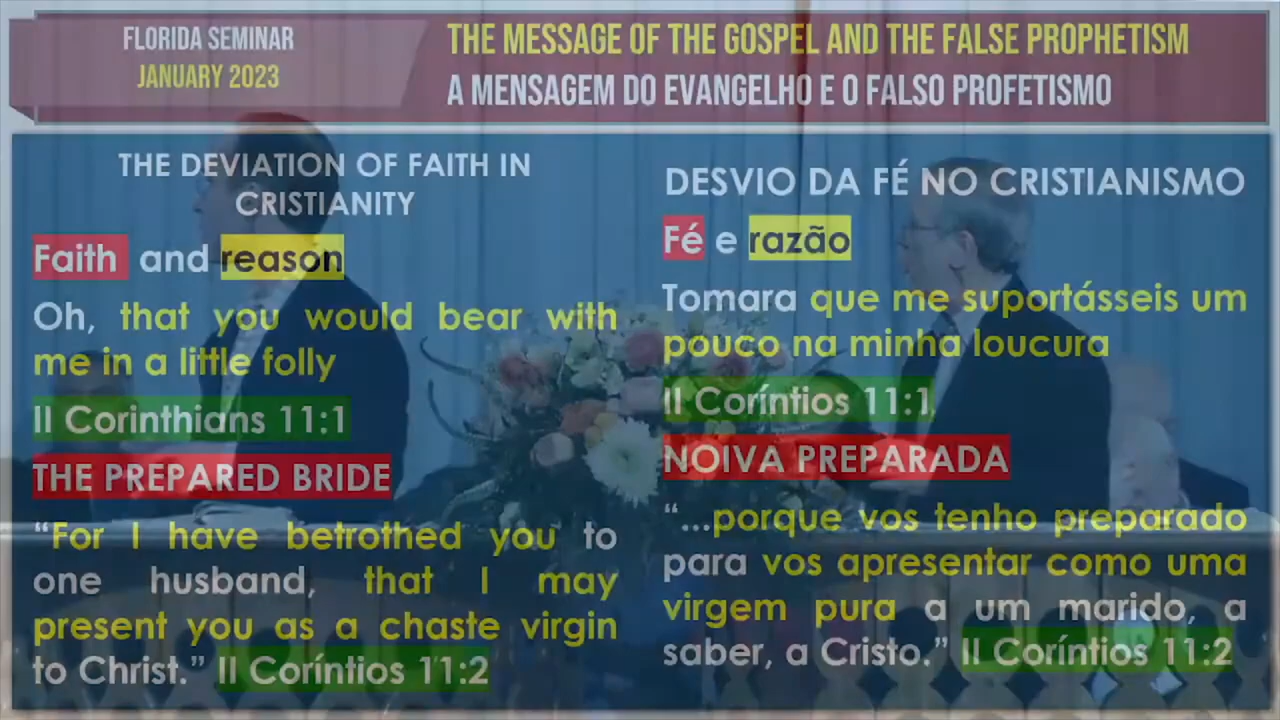 FLORIDA SEMINAR
JANUARY 2023
THE MESSAGE OF THE GOSPEL AND THE FALSE PROPHETISM
A MENSAGEM DO EVANGELHO E O FALSO PROFETISMO
THE DEVIATION OF FAITH IN
CRISTIANITY
Faith and reason
Oh, that you would bear with
me in a little folly
II Corinthians 11:1
THE PREPARED BRIDE
“For I have betrothed you to
one husband, that I may
present you as a chaste virgin
to Christ.” II Coríntios 11:2
DESVIO DA FÉ NO CRISTIANISMO
Fé e razão
Tomara que me suportásseis um
pouco na minha loucura
II Coríntios 11:1
NOIVA PREPARADA
“...porque vos tenho preparado
para vos apresentar como uma
virgem pura a um marido, a
saber, a Cristo.” II Coríntios 11:2